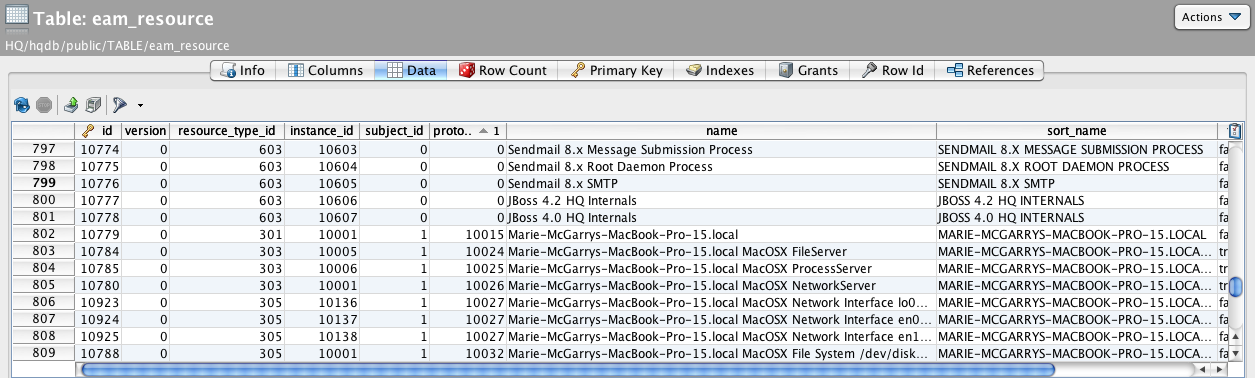 Table: eam_resource
Actions
HQ/hqdb/public/TABLE/eam_resource
Info Columns Data Row Count Primary Key Indexes Grants Row Id References
id version resource_type_id instance_id subject_id proto.. 1 name sort_name
797 10774 0 603 10603 0 0 Sendmail 8.x Message Submission Process SENDMAIL 8.X MESSAGE SUBMISSION PROCESS fa
798 10775 0 603 10604 0 0 Sendmail 8.x Root Daemon Process SENDMAIL 8.X ROOT DAEMON PROCESS fa
799 10776 0 603 10605 0 0 Sendmail 8.x SMTP SENDMAIL 8.X SMTP fa
800 10777 0 603 10606 0 0 JBoss 4.2 HQ Internals JBOSS 4.2 HQ INTERNALS fa
801 10778 0 603 10607 0 0 JBoss 4.0 HQ Internals JBOSS 4.0 HQ INTERNALS fa
802 10779 0 301 10001 1 10015 Marie-McGarrys-MacBook-Pro-15.local MARIE-MCGARRYS-MACBOOK-PRO-15.LOCAL fa
803 10784 0 303 10005 1 10024 Marie-McGarrys-MacBook-Pro-15.local MacOSX FileServer MARIE-MCGARRYS-MACBOOK-PRO-15.LOCA... tr
804 10785 0 303 10006 1 10025 Marie-McGarrys-MacBook-Pro-15.local MacOSX ProcessServer MARIE-MCGARRYS-MACBOOK-PRO-15.LOCA... fa
805 10780 0 303 10001 1 10026 Marie-McGarrys-MacBook-Pro-15.local MacOSX NetworkServer MARIE-MCGARRYS-MACBOOK-PRO-15.LOCA... tr
806 10923 0 305 10136 1 10027 Marie-McGarrys-MacBook-Pro-15.local MacOSX Network Interface lo0... MARIE-MCGARRYS-MACBOOK-PRO-15.LOCA... fa
807 10924 0 305 10137 1 10027 Marie-McGarrys-MacBook-Pro-15.local MacOSX Network Interface en0... MARIE-MCGARRYS-MACBOOK-PRO-15.LOCA... fa
808 10925 0 305 10138 1 10027 Marie-McGarrys-MacBook-Pro-15.local MacOSX Network Interface en1... MARIE-MCGARRYS-MACBOOK-PRO-15.LOCA... fa
809 10788 0 305 10001 1 10032 Marie-McGarrys-MacBook-Pro-15.local MacOSX File System /dev/disk... MARIE-MCGARRYS-MACBOOK-PRO-15.LOCA... fa